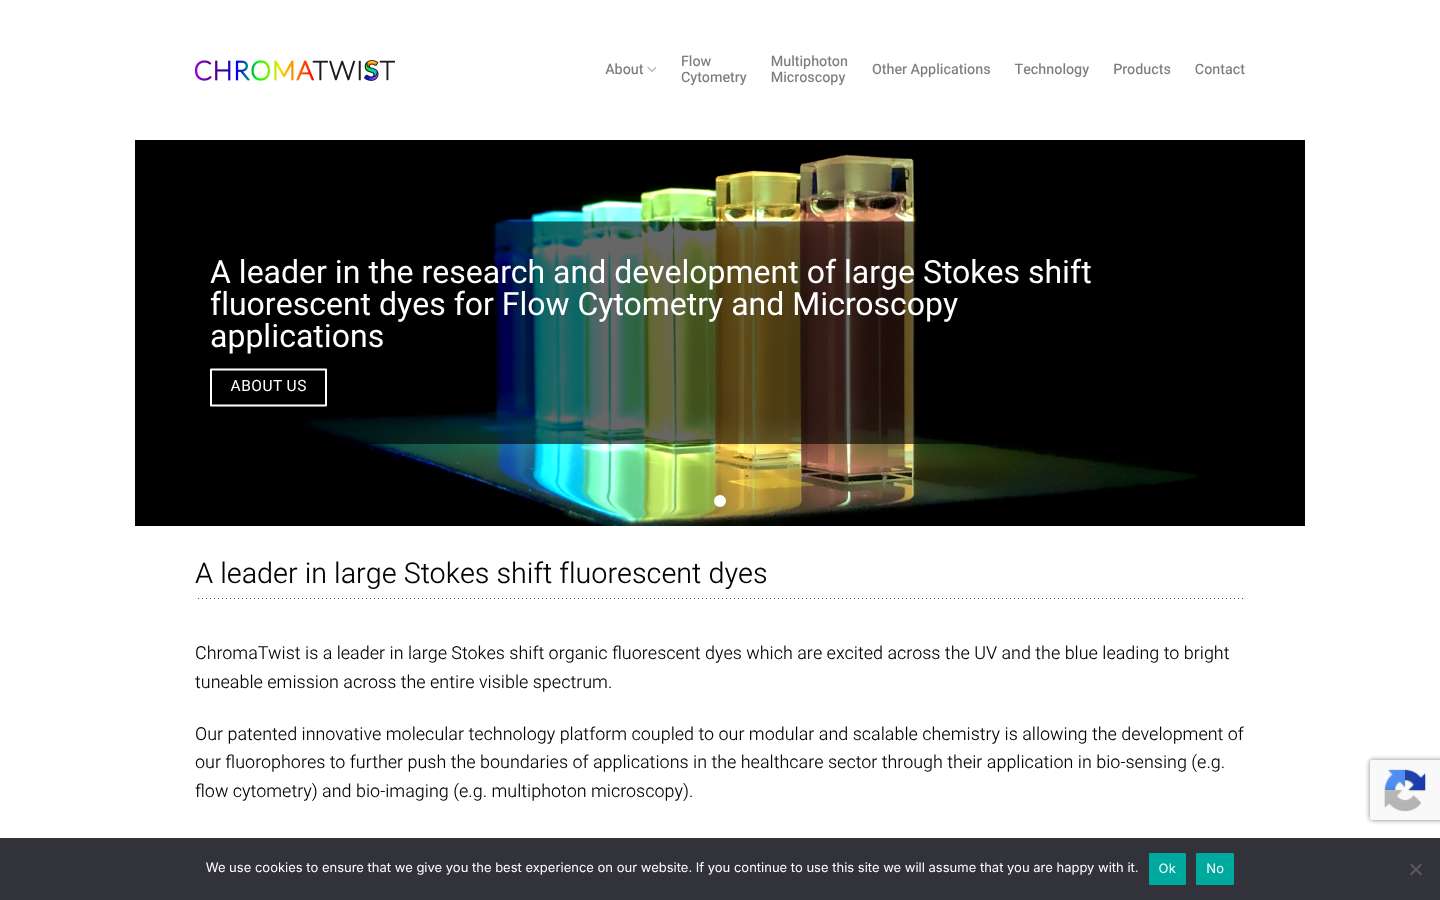 CHROMATWIST
About
Flow
Cytometry
Multiphoton
Microscopy
Other Applications
Technology
Products
Contact
A leader in the research and development of large Stokes shift
fluorescent dyes for Flow Cytometry and Microscopy
applications
ABOUT US
A leader in large Stokes shift fluorescent dyes
ChromaTwist is a leader in large Stokes shift organic fluorescent dyes which are excited across the UV and the blue leading to bright
tuneable emission across the entire visible spectrum.
Our patented innovative molecular technology platform coupled to our modular and scalable chemistry is allowing the development of
our fluorophores to further push the boundaries of applications in the healthcare sector through their application in bio-sensing (e.g.
flow cytometry) and bio-imaging (e.g. multiphoton microscopy).
We use cookies to ensure that we give you the best experience on our website. If you continue to use this site we will assume that you are happy with it.
Ok
No